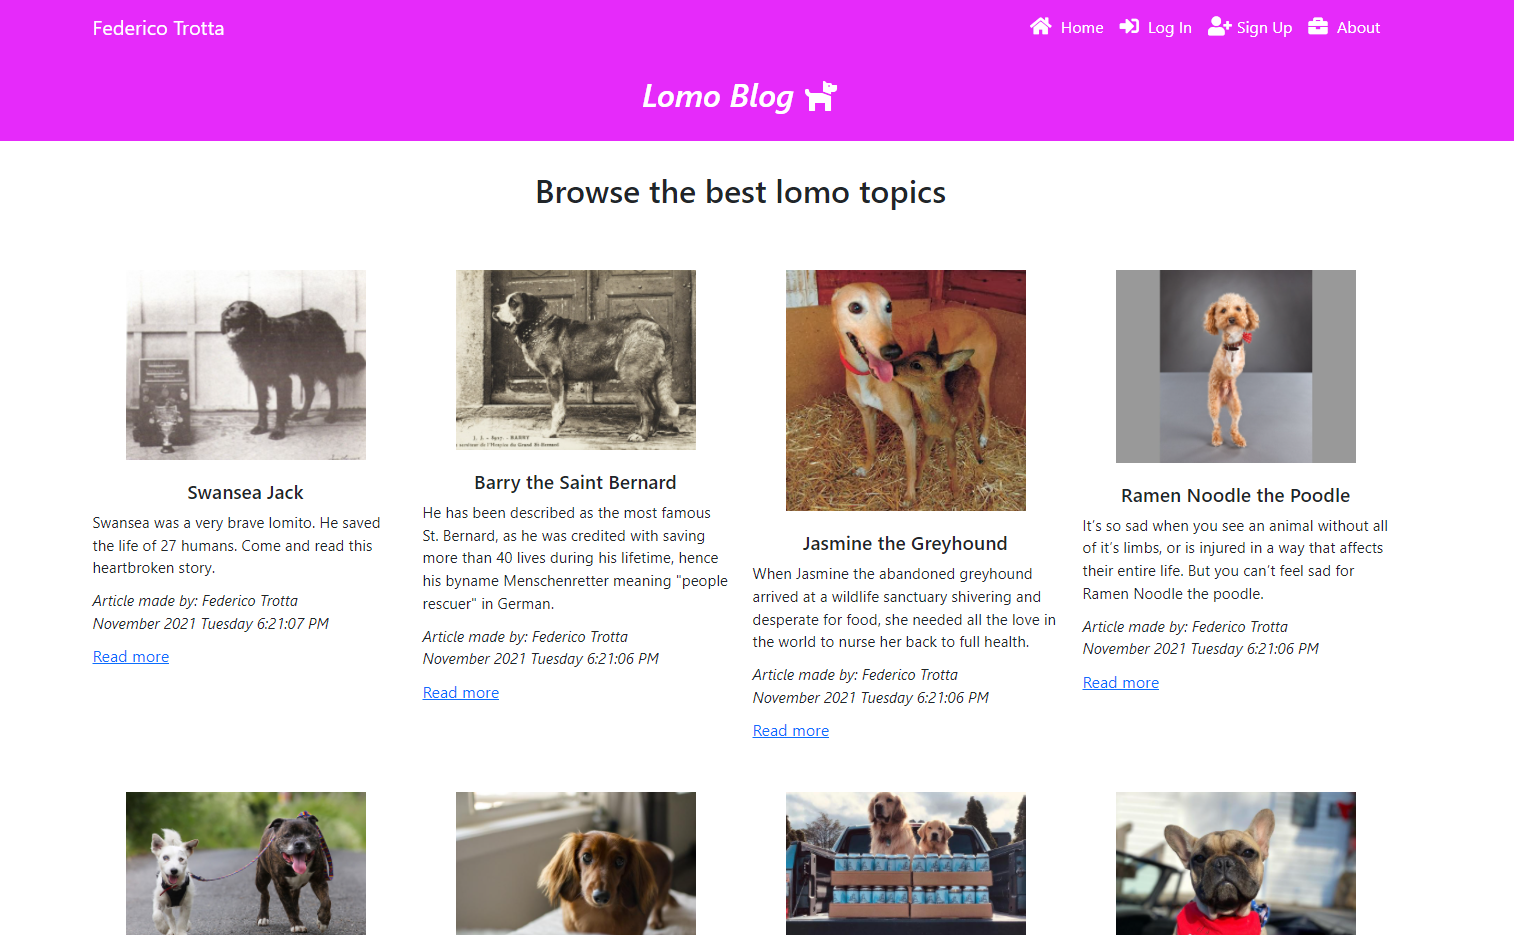 Federico Trotta
Home Log In Sign Up About
Lomo Blog
Browse the best lomo topics
J. J. - Bern. - BARRY
Swansea Jack
Swansea was a very brave lomito. He saved
the life of 27 humans. Come and read this
heartbroken story.
Article made by: Federico Trotta
November 2021 Tuesday 6:21:07 PM
Read more
Barry the Saint Bernard
He has been described as the most famous
St. Bernard, as he was credited with saving
more than 40 lives during his lifetime, hence
his byname Menschenretter meaning "people
rescuer" in German.
Article made by: Federico Trotta
November 2021 Tuesday 6:21:06 PM
Read more
Jasmine the Greyhound
When Jasmine the abandoned greyhound
arrived at a wildlife sanctuary shivering and
desperate for food, she needed all the love in
the world to nurse her back to full health.
Article made by: Federico Trotta
November 2021 Tuesday 6:21:06 PM
Read more
Ramen Noodle the Poodle
It’s so sad when you see an animal without all
of it’s limbs, or is injured in a way that affects
their entire life. But you can’t feel sad for
Ramen Noodle the poodle.
Article made by: Federico Trotta
November 2021 Tuesday 6:21:06 PM
Read more